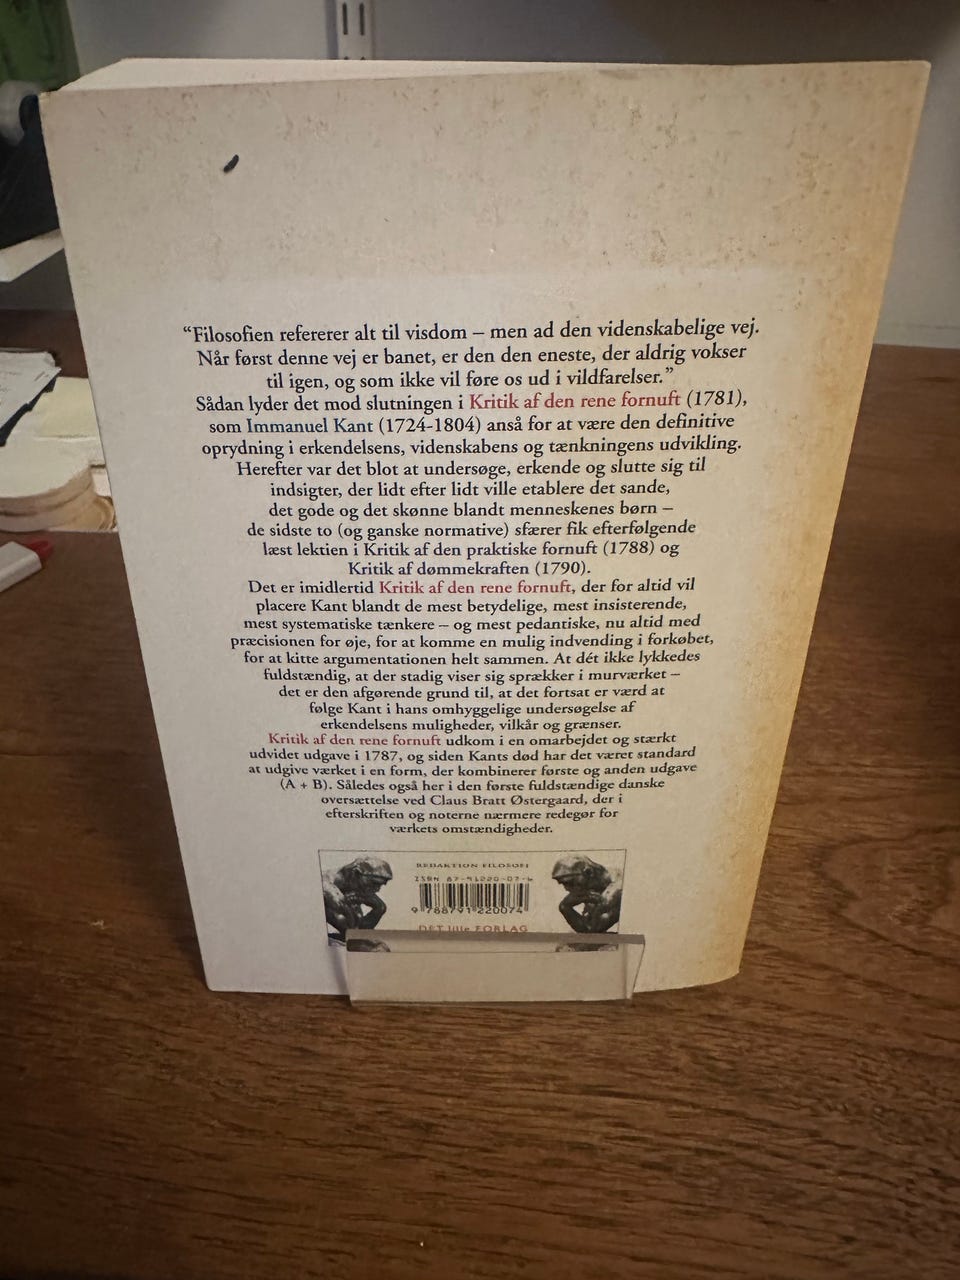 “Filosofien refererer alt til visdom – men ad den videnskabelige vej.
Når først denne vej er banet, er den den eneste, der aldrig vokser
til igen, og som ikke vil føre os ud i vildfarelser.”
Sådan lyder det mod slutningen i Kritik af den rene fornuft (1781),
som Immanuel Kant (1724-1804) anså for at være den definitive
oprydning i erkendelsens, videnskabens og tænkningens udvikling.
Herefter var det blot at undersøge, erkende og slutte sig til
indsigter, der lidt efter lidt ville etablere det sande,
det gode og det skønne blandt menneskenes børn –
de sidste to (og ganske normative) sfærer fik efterfølgende
læst lektien i Kritik af den praktiske fornuft (1788) og
Kritik af dømmekraften (1790).
Det er imidlertid Kritik af den rene fornuft, der for altid vil
placere Kant blandt de mest betydelige, mest insisterende,
mest systematiske tænkere – og mest pedantiske, nu altid med
præcisionen for øje, for at komme en mulig indvending i forkøbet,
for at kitte argumentationen helt sammen. At dét ikke lykkedes
fuldstændig, at der stadig viser sig sprækker i murværket –
det er den afgørende grund til, at det fortsat er værd at
følge Kant i hans omhyggelige undersøgelse af
erkendelsens muligheder, vilkår og grænser.
Kritik af den rene fornuft udkom i en omarbejdet og stærkt
udvidet udgave i 1787, og siden Kants død har det været standard
at udgive værket i en form, der kombinerer første og anden udgave
(A + B). Således også her i den første fuldstændige danske
oversættelse ved Claus Bratt Østergaard, der i
efterskriften og noterne nærmere redegør for
værkets omstændigheder.
REDAKTION FILOSOFI
ISBN 87-91220-07-6
9 788791 220074
DET lille FORLAG